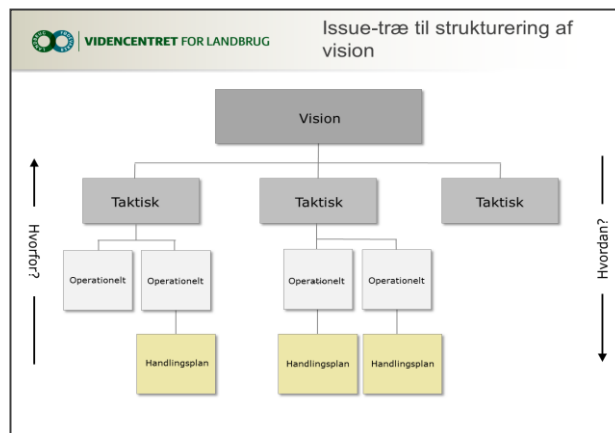 VIDENCENTRET FOR LANDBRUG
Issue-træ til strukturering af
vision
Vision
Taktisk
Taktisk
Taktisk
Hvorfor?
Hvordan?
Operationelt
Operationelt
Operationelt
Operationelt
Handlingsplan
Handlingsplan
Handlingsplan